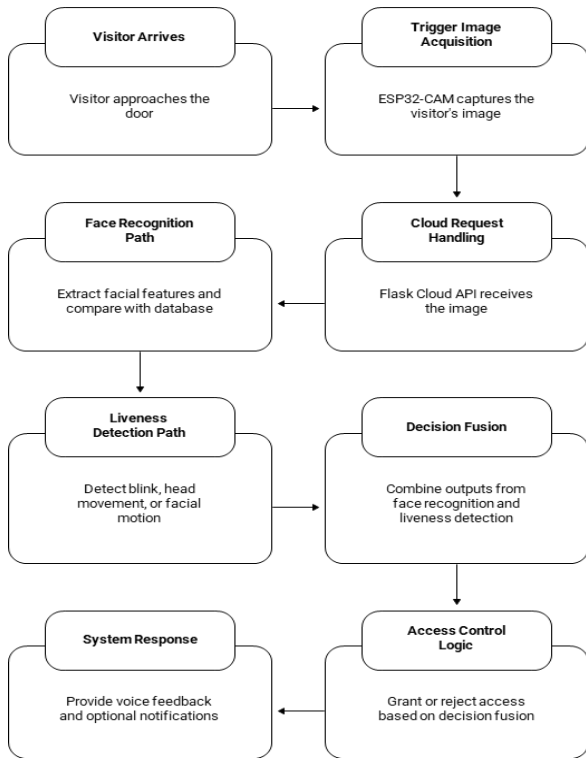 Visitor Arrives
Visitor approaches the
door
Trigger Image
Acquisition
ESP32-CAM captures the
visitor's image
Cloud Request
Handling
Flask Cloud API receives
the image
Face Recognition
Path
Extract facial features and
compare with database
Liveness
Detection Path
Detect blink, head
movement, or facial
motion
Decision Fusion
Combine outputs from
face recognition and
liveness detection
Access Control
Logic
Grant or reject access
based on decision fusion
System Response
Provide voice feedback
and optional notifications